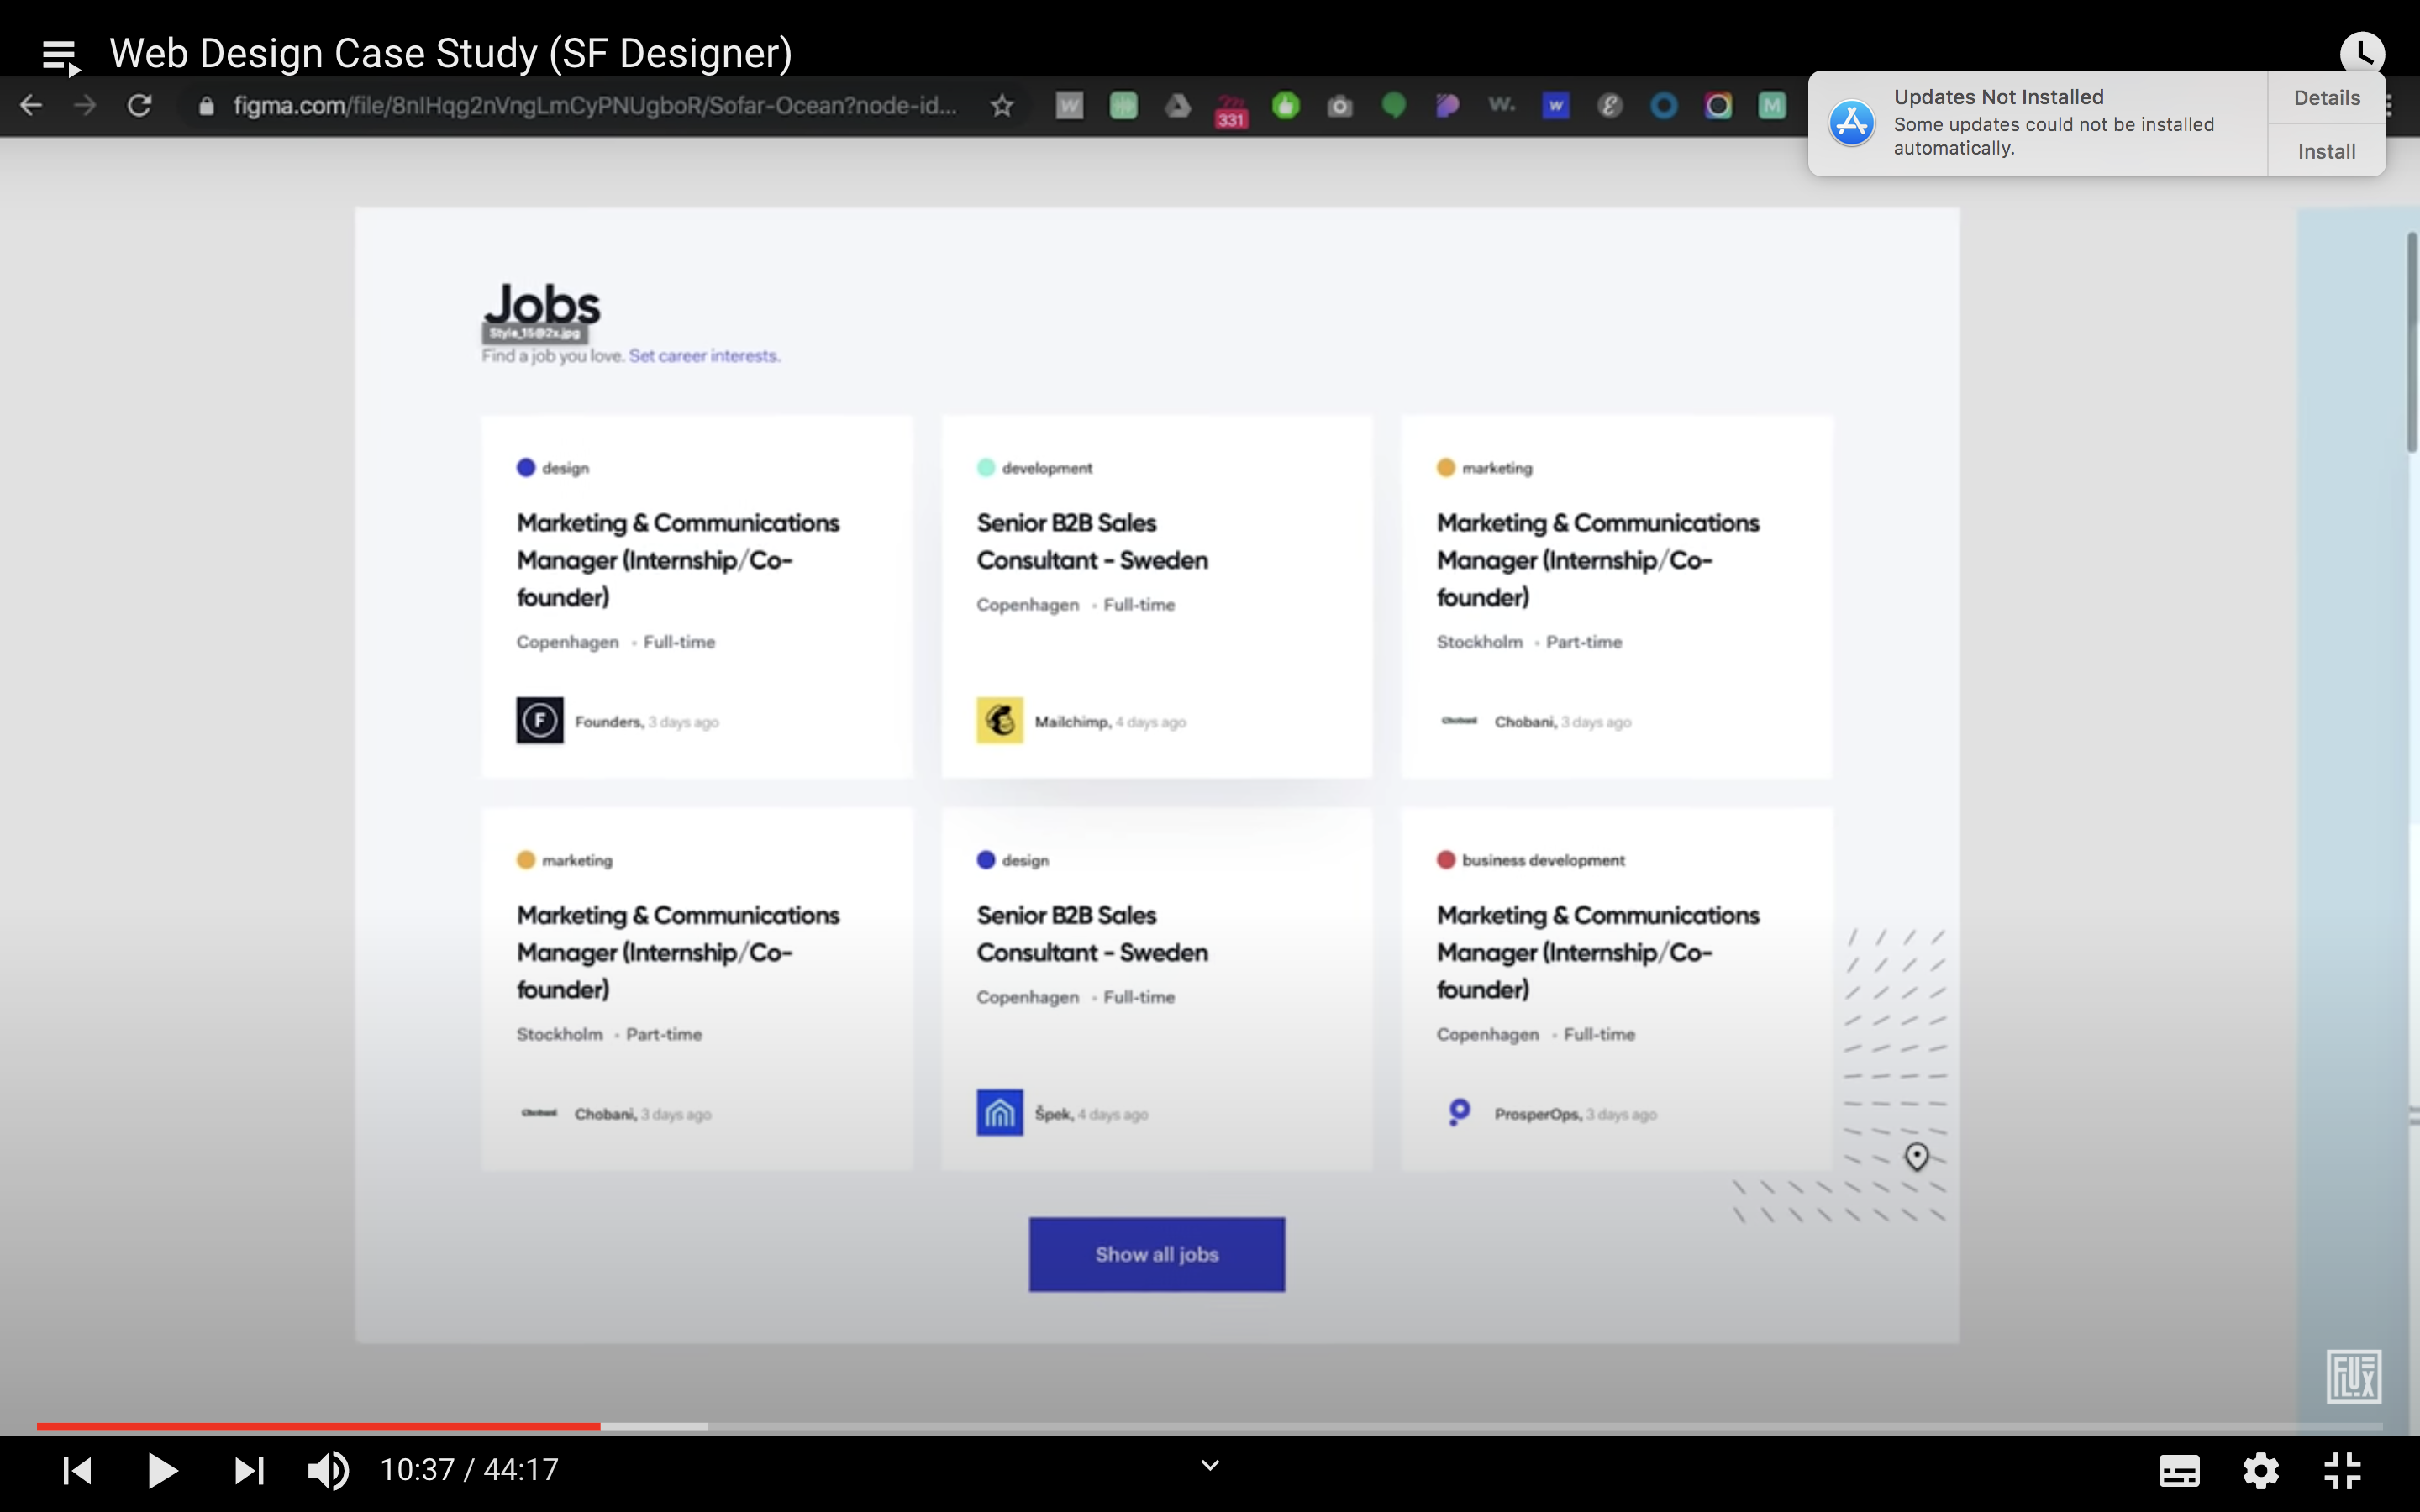 Web Design Case Study (SF Designer)
figma.com/file/8nIHqg2nVngLmCyPNUgboR/Sofar-Ocean?node-id...
331
Updates Not Installed
Some updates could not be installed
automatically.
Details
Install
Jobs
Style_15@2x.jpg
Find a job you love. Set career interests.
design
Marketing & Communications
Manager (Internship/Co-
founder)
Copenhagen • Full-time
F
Founders, 3 days ago
development
Senior B2B Sales
Consultant - Sweden
Copenhagen • Full-time
Mailchimp, 4 days ago
marketing
Marketing & Communications
Manager (Internship/Co-
founder)
Stockholm • Part-time
Chobani
Chobani, 3 days ago
marketing
Marketing & Communications
Manager (Internship/Co-
founder)
Stockholm • Part-time
Chobani
Chobani, 3 days ago
design
Senior B2B Sales
Consultant - Sweden
Copenhagen • Full-time
Špek, 4 days ago
business development
Marketing & Communications
Manager (Internship/Co-
founder)
Copenhagen • Full-time
ProsperOps, 3 days ago
Show all jobs
FLUX
10:37 / 44:17